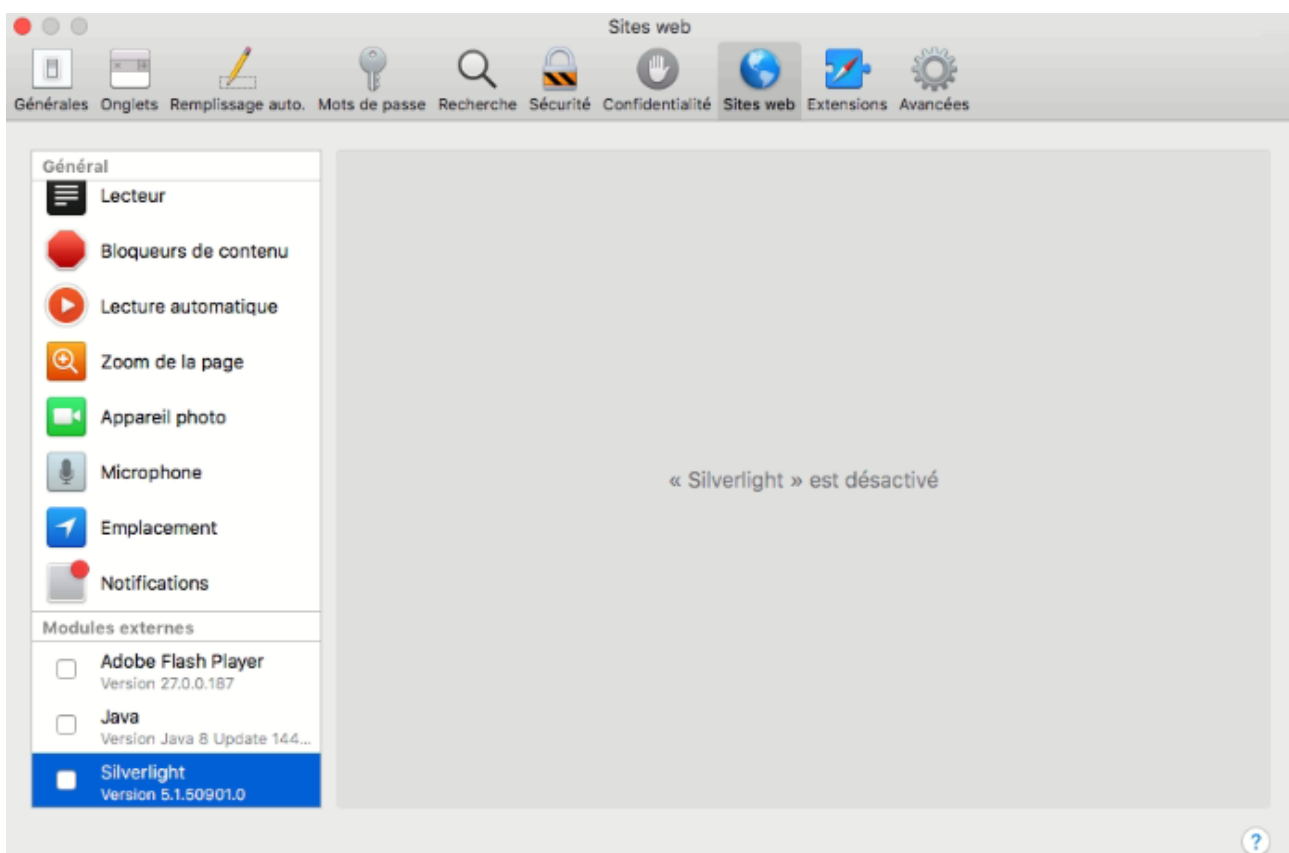 Sites web
Générales Onglets Remplissage auto. Mots de passe Recherche Sécurité Confidentialité Sites web Extensions Avancées
Général
Lecteur
Bloqueurs de contenu
Lecture automatique
Zoom de la page
Appareil photo
Microphone
Emplacement
Notifications
Modules externes
Adobe Flash Player
Version 27.0.0.187
Java
Version Java 8 Update 144...
Silverlight
Version 5.1.50901.0
« Silverlight » est désactivé
?